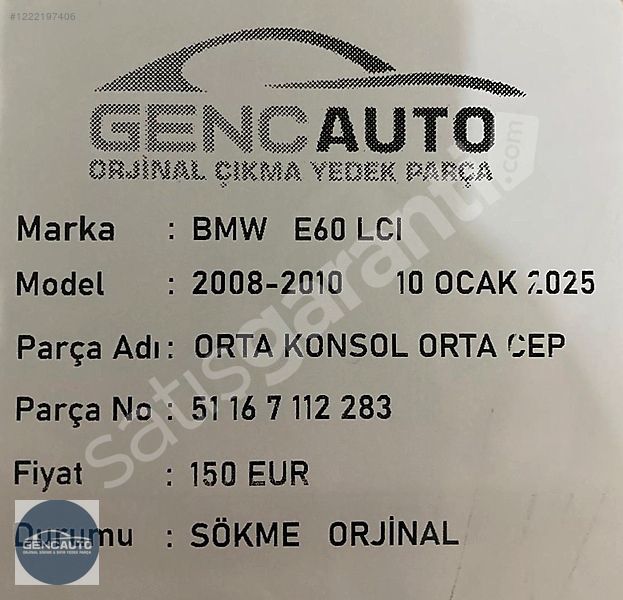 #1222197406
GENCAUTO
ORJİNAL ÇIKMA YEDEK PARÇA
satışgaranti.com
Marka : BMW E60 LCI
Model : 2008-2010 10 OCAK 2025
Parça Adı : ORTA KONSOL ORTA CEP
Parça No : 51 16 7 112 283
Fiyat : 150 EUR
Durumu : SÖKME ORJİNAL
GENCAUTO